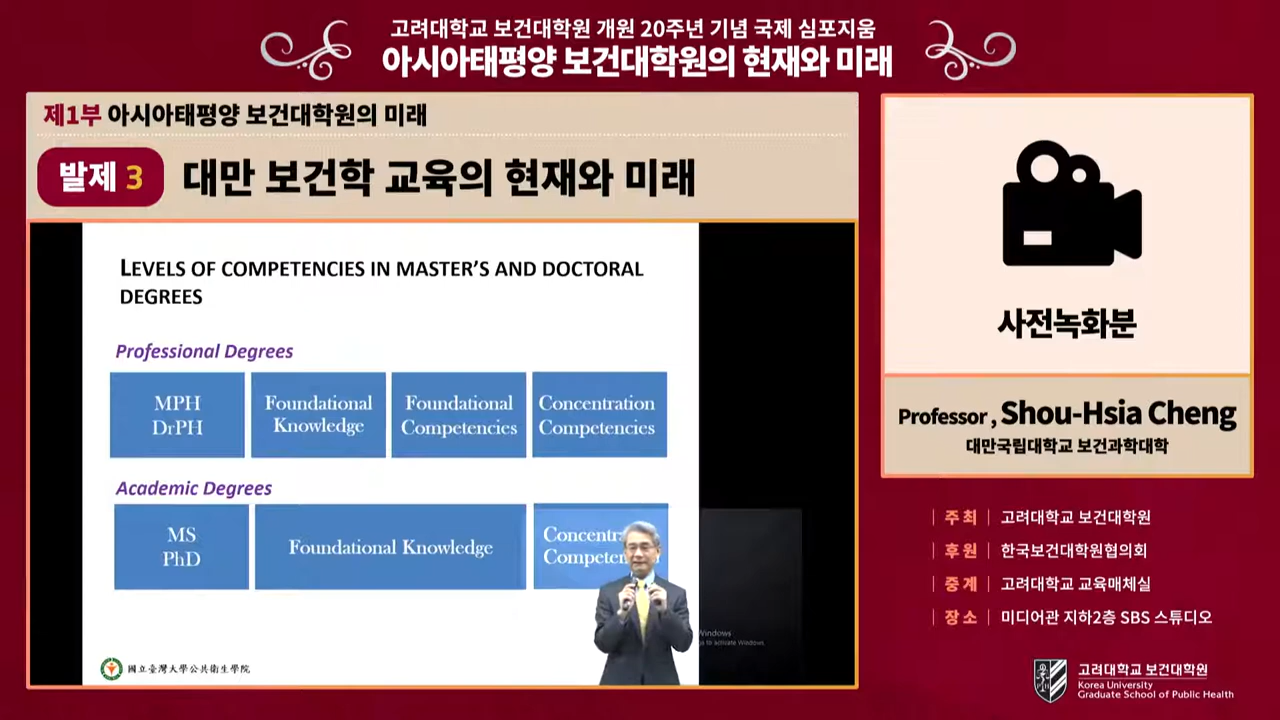 고려대학교 보건대학원 개원 20주년 기념 국제 심포지움
아시아태평양 보건대학원의 현재와 미래
제1부 아시아태평양 보건대학원의 미래
발제 3 대만 보건학 교육의 현재와 미래
LEVELS OF COMPETENCIES IN MASTER'S AND DOCTORAL
DEGREES
Professional Degrees
MPH
DrPH
Foundational
Knowledge
Foundational
Competencies
Concentration
Competencies
Academic Degrees
MS
PhD
Foundational Knowledge
國立臺灣大學公共衛生學院
Windows
to activate Windows.
사전녹화분
Professor , Shou-Hsia Cheng
대만국립대학교 보건과학대학
주최 고려대학교 보건대학원
후원 한국보건대학원협의회
중계 고려대학교 교육매체실
장소 미디어관 지하2층 SBS 스튜디오
고려대학교 보건대학원
Korea University
Graduate School of Public Health